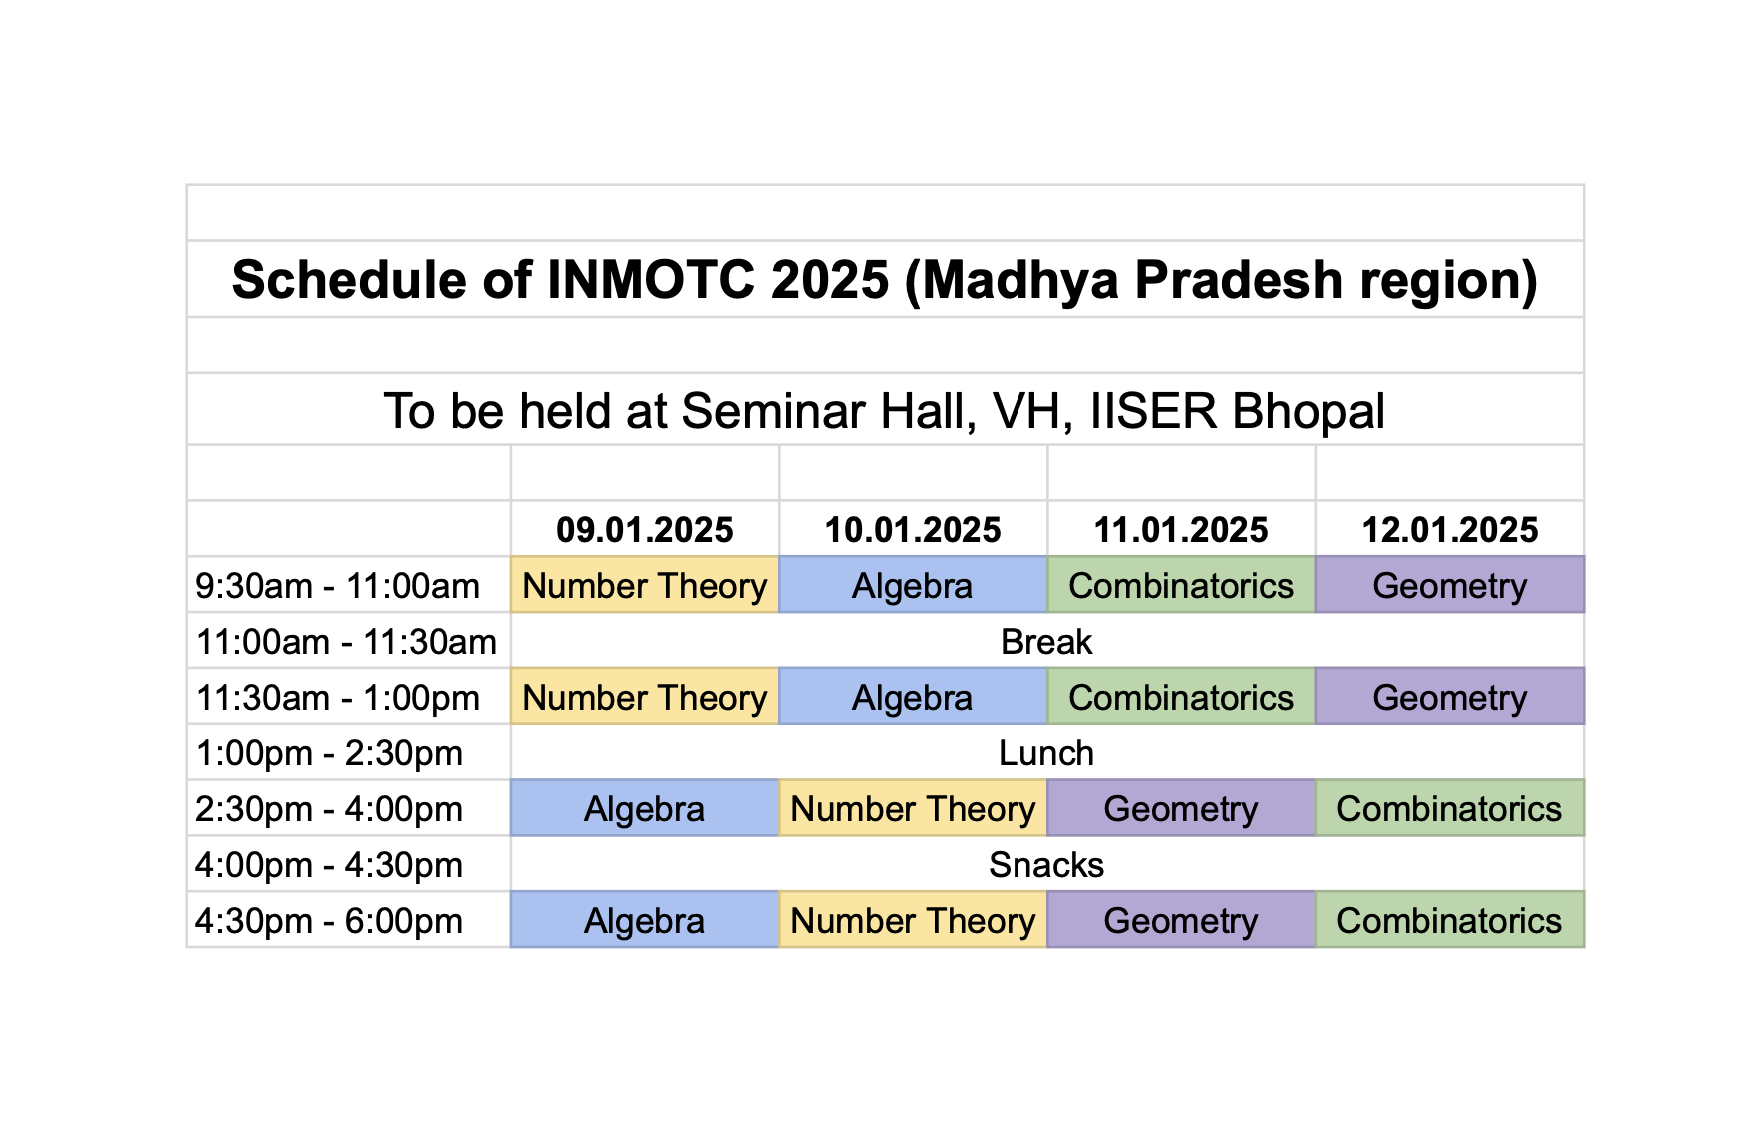 Schedule of INMOTC 2025 (Madhya Pradesh region)
To be held at Seminar Hall, VH, IISER Bhopal
09.01.2025 10.01.2025 11.01.2025 12.01.2025
9:30am - 11:00am Number Theory Algebra Combinatorics Geometry
11:00am - 11:30am Break
11:30am - 1:00pm Number Theory Algebra Combinatorics Geometry
1:00pm - 2:30pm Lunch
2:30pm - 4:00pm Algebra Number Theory Geometry Combinatorics
4:00pm - 4:30pm Snacks
4:30pm - 6:00pm Algebra Number Theory Geometry Combinatorics